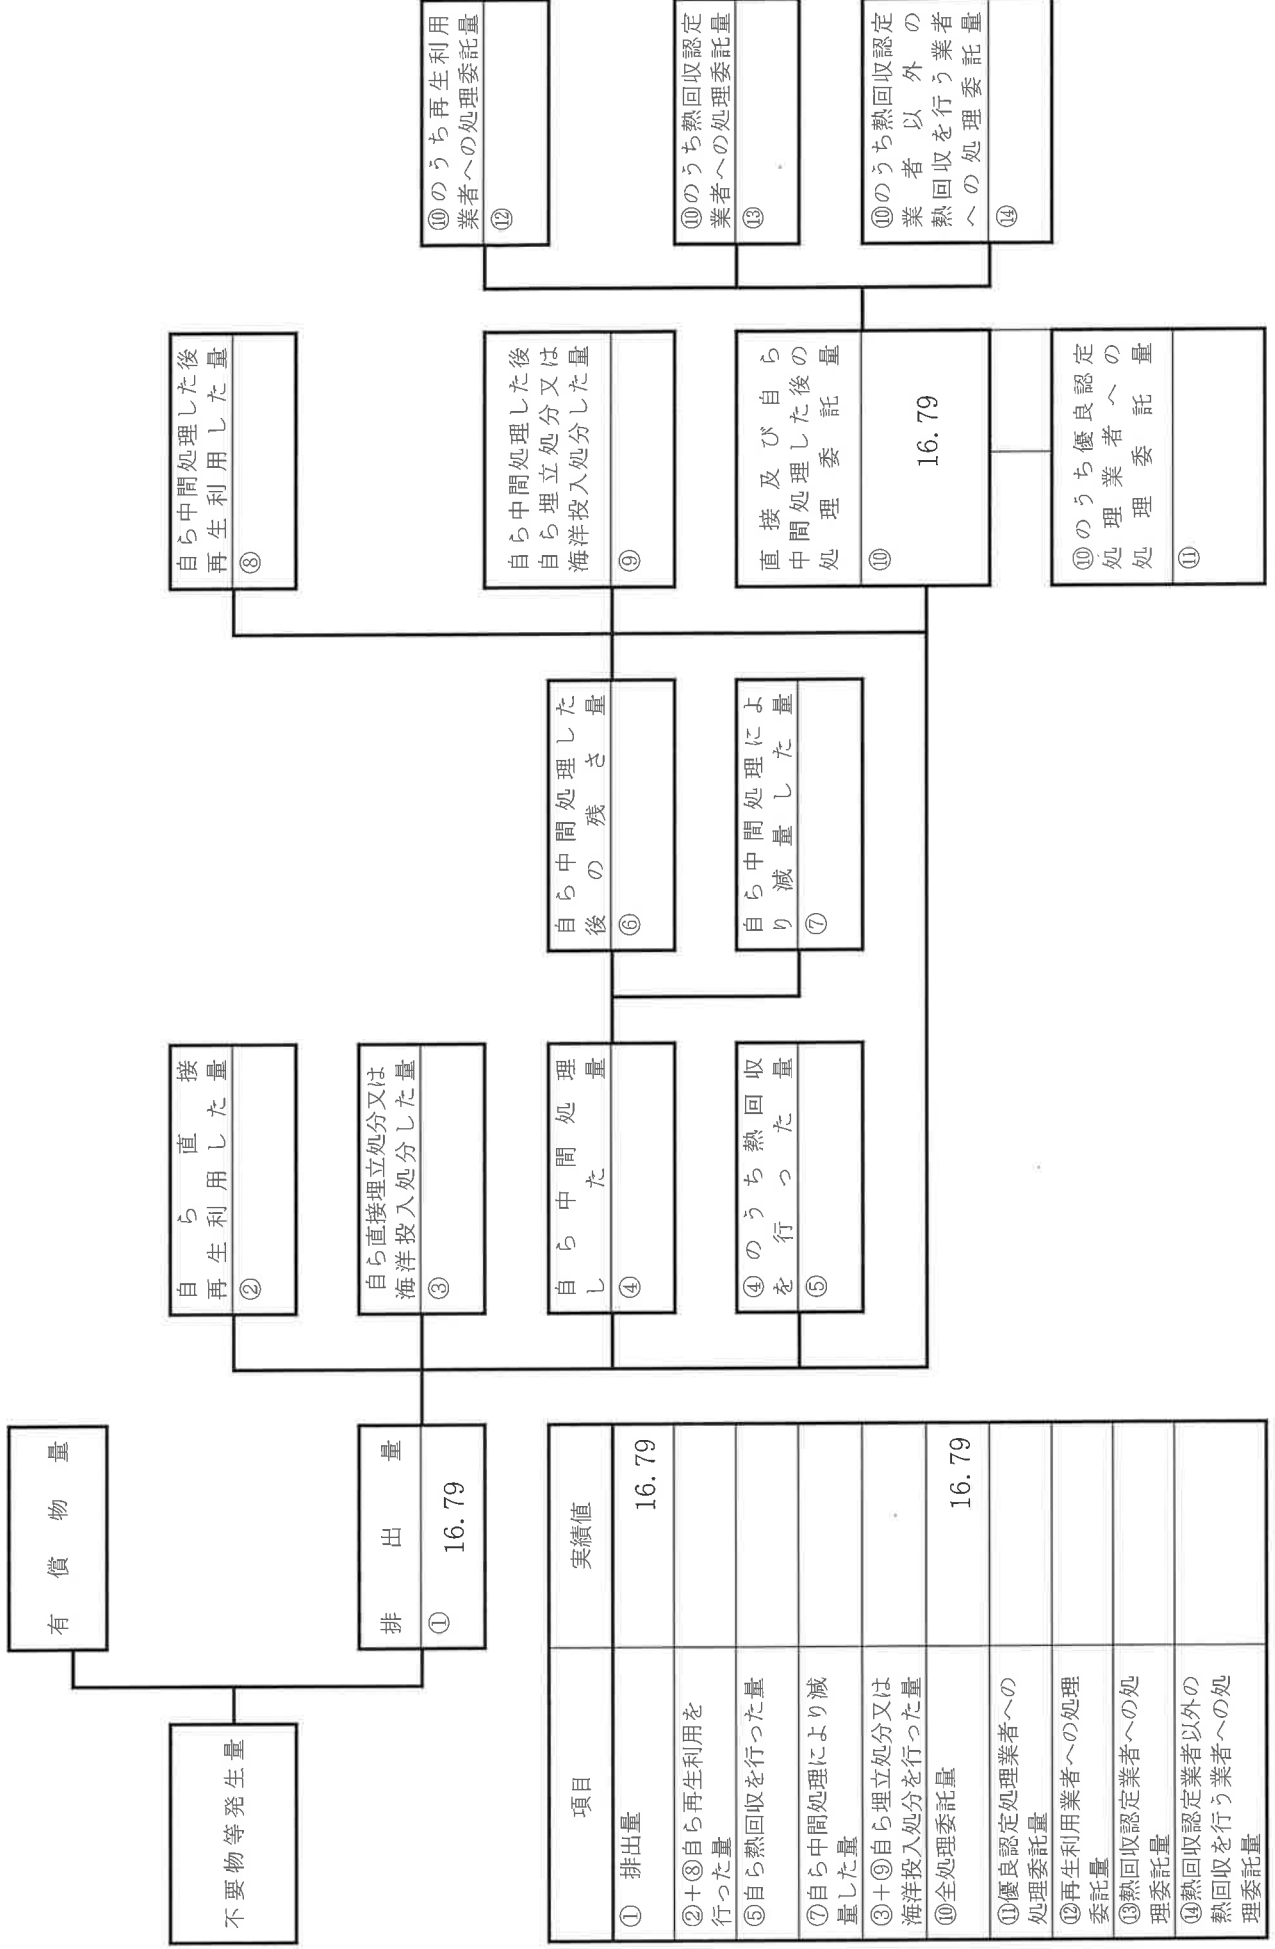 不要物等発生量
有償物量
排出量
①
16.79
自ら直接
再生利用した量
②
自ら直接埋立処分又は
海洋投入処分した量
③
自ら中間処理
した量
④
④のうち熱回収
を行った量
⑤
自ら中間処理した
後の残さ量
⑥
自ら中間処理によ
り減量した量
⑦
自ら中間処理した後
再生利用した量
⑧
自ら中間処理した後
自ら埋立処分又は
海洋投入処分した量
⑨
直接及び自ら
中間処理した後の
処理委託量
⑩
16.79
⑩のうち優良認定
処理業者への
処理委託量
⑪
⑩のうち再生利用
業者への処理委託量
⑫
⑩のうち熱回収認定
業者への処理委託量
⑬
⑩のうち熱回収認定
業者以外の
熱回収を行う業者
への処理委託量
⑭
項目 実績値
① 排出量 16.79
②+⑧自ら再生利用を
行った量
⑤自ら熱回収を行った量
⑦自ら中間処理により減
量した量
③+⑨自ら埋立処分又は
海洋投入処分を行った量
⑩全処理委託量 16.79
⑪優良認定処理業者への
処理委託量
⑫再生利用業者への処理
委託量
⑬熱回収認定業者への処
理委託量
⑭熱回収認定業者以外の
熱回収を行う業者への処
理委託量